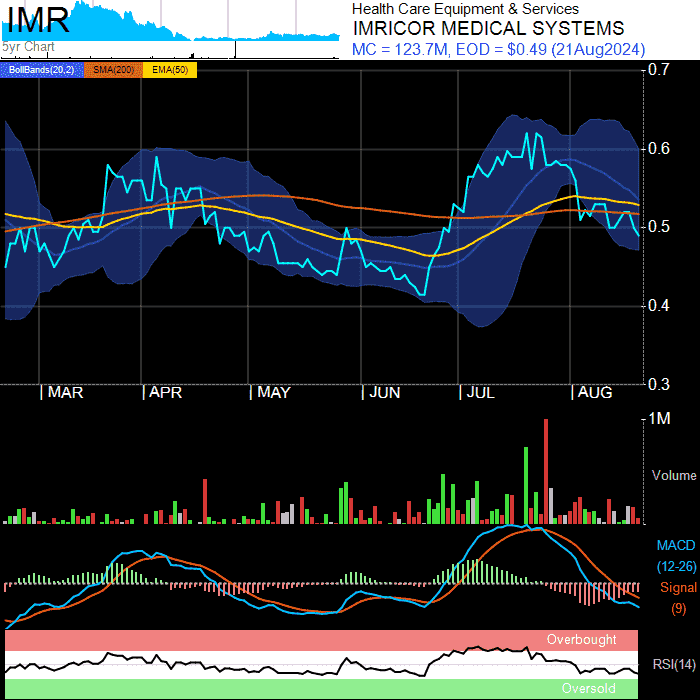 IMR
5yr Chart
Health Care Equipment & Services
IMRICOR MEDICAL SYSTEMS
MC = 123.7M, EOD = $0.49 (21Aug2024)
BollBands(20,2) SMA(200) EMA(50)
0.7
0.6
0.5
0.4
0.3
| MAR | APR | MAY | JUN | JUL | AUG
1M
Volume
MACD
(12-26)
Signal
(9)
Overbought
RSI(14)
Oversold